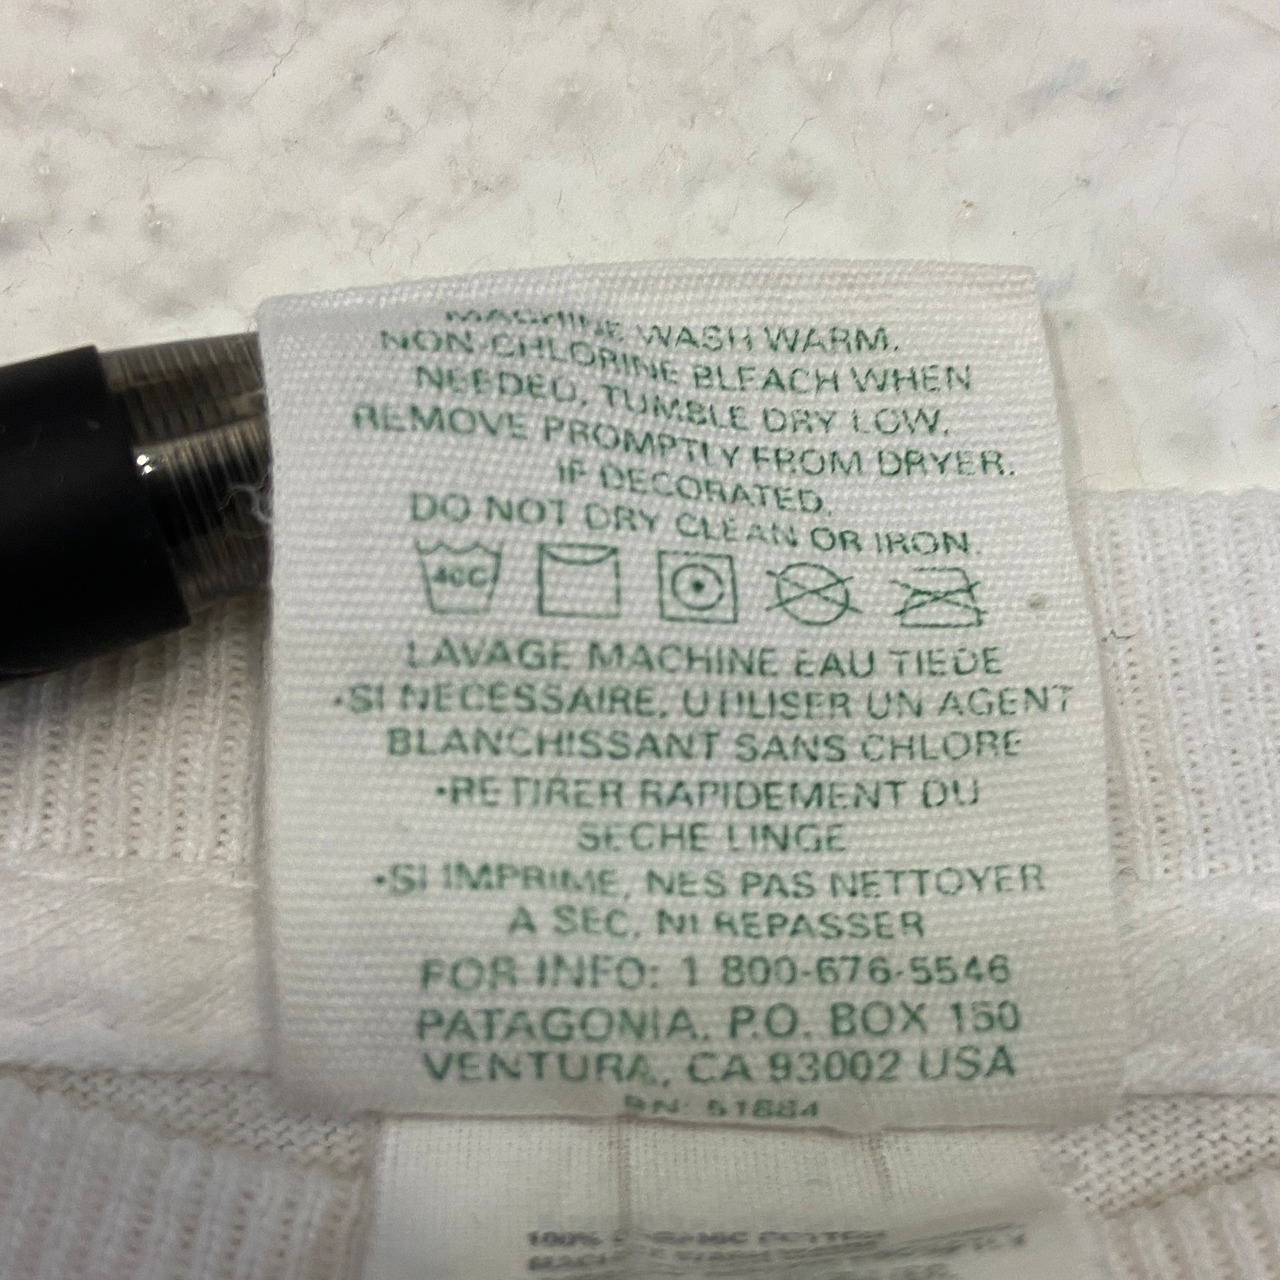 MACHINE WASH WARM.
NON-CHLORINE BLEACH WHEN
NEEDED, TUMBLE DRY LOW.
REMOVE PROMPTLY FROM DRYER.
IF DECORATED,
DO NOT DRY CLEAN OR IRON.
40C
LAVAGE MACHINE EAU TIEDE
•SI NECESSAIRE, UTILISER UN AGENT
BLANCHISSANT SANS CHLORE
•RETIRER RAPIDEMENT DU
SECHE LINGE
•SI IMPRIME, NES PAS NETTOYER
A SEC, NI REPASSER
FOR INFO: 1 800-676-5546
PATAGONIA, P.O. BOX 150
VENTURA, CA 93002 USA
RN: 51884
100% ORGANIC COTTON